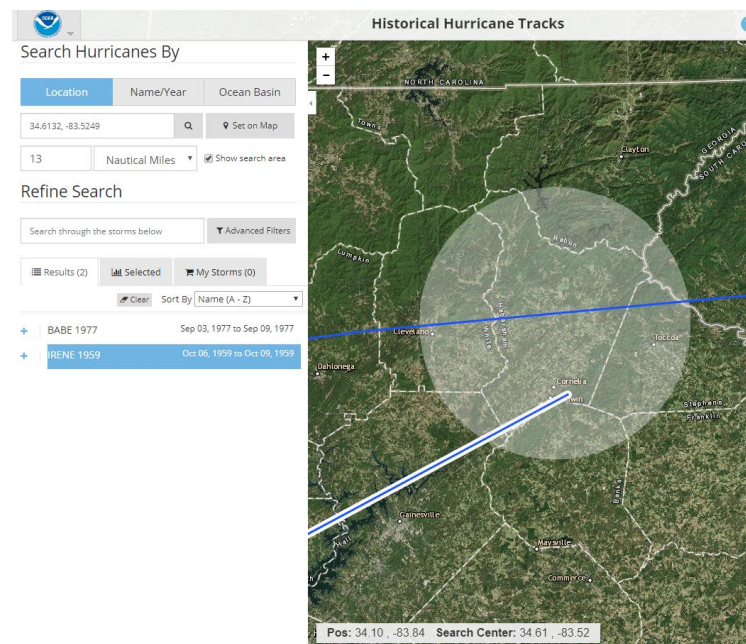 NOAA
Historical Hurricane Tracks
Search Hurricanes By
Location Name/Year Ocean Basin
34.6132, -83.5249 Set on Map
13 Nautical Miles Show search area
Refine Search
Search through the storms below Advanced Filters
Results (2) Selected My Storms (0)
Clear Sort By Name (A - Z)
+ BABE 1977 Sep 03, 1977 to Sep 09, 1977
+ IRENE 1959 Oct 06, 1959 to Oct 09, 1959
+
−
NORTH CAROLINA
Towns
GEORGIA
SOUTH CARO
Clayton
Rabun
Lumpkin
Habersham
White
Cleveland
Toccoa
Dahlonega
Cornelia
Stephens
Franklin
Banks
Gainesville
Hall
Maysville
Commerce
Pos: 34.10 , -83.84 Search Center: 34.61 , -83.52